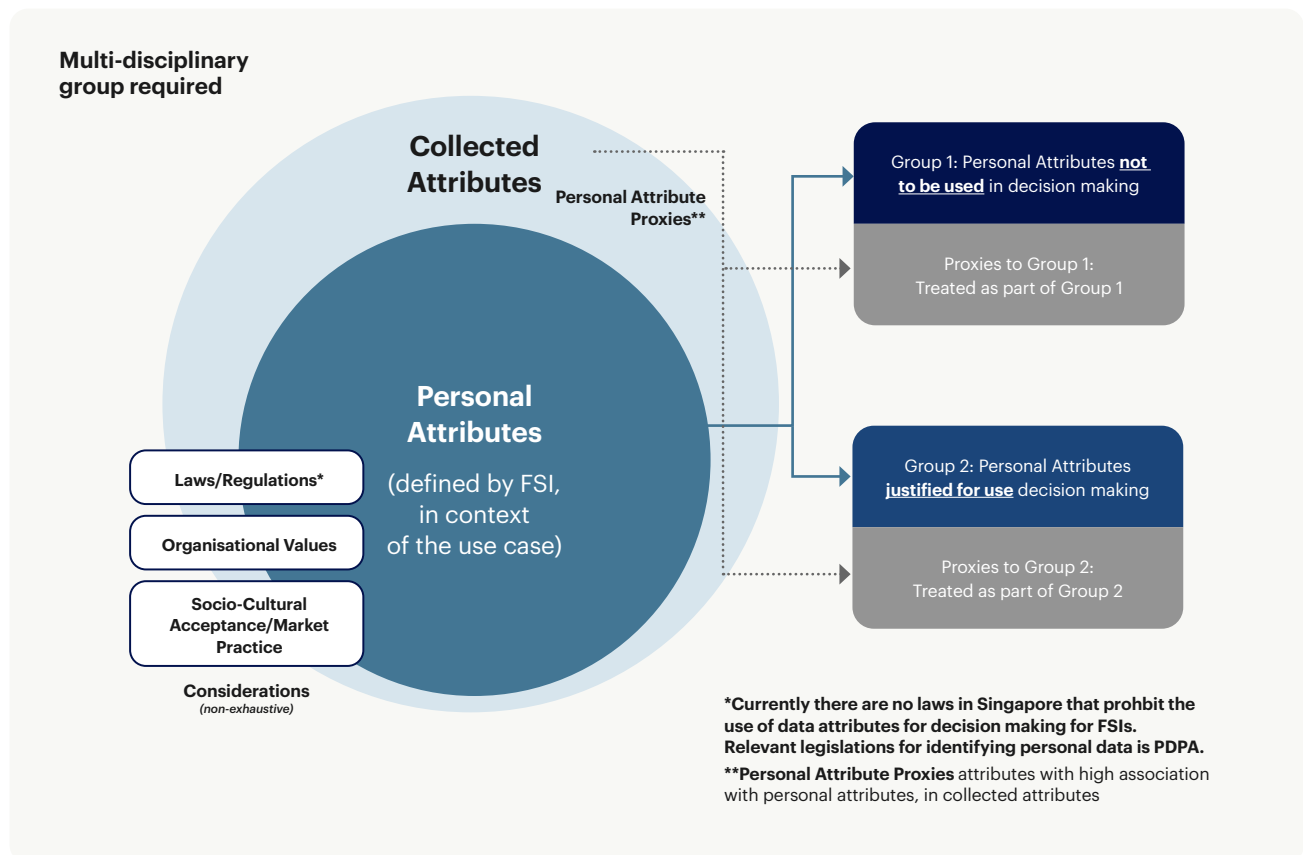 Multi-disciplinary
group required
Collected
Attributes
Personal Attribute
Proxies**
Personal
Attributes
(defined by FSI,
in context
of the use case)
Laws/Regulations*
Organisational Values
Socio-Cultural
Acceptance/Market
Practice
Considerations
(non-exhaustive)
Group 1: Personal Attributes not
to be used in decision making
Proxies to Group 1:
Treated as part of Group 1
Group 2: Personal Attributes
justified for use decision making
Proxies to Group 2:
Treated as part of Group 2
*Currently there are no laws in Singapore that prohbit the
use of data attributes for decision making for FSIs.
Relevant legislations for identifying personal data is PDPA.
**Personal Attribute Proxies attributes with high association
with personal attributes, in collected attributes